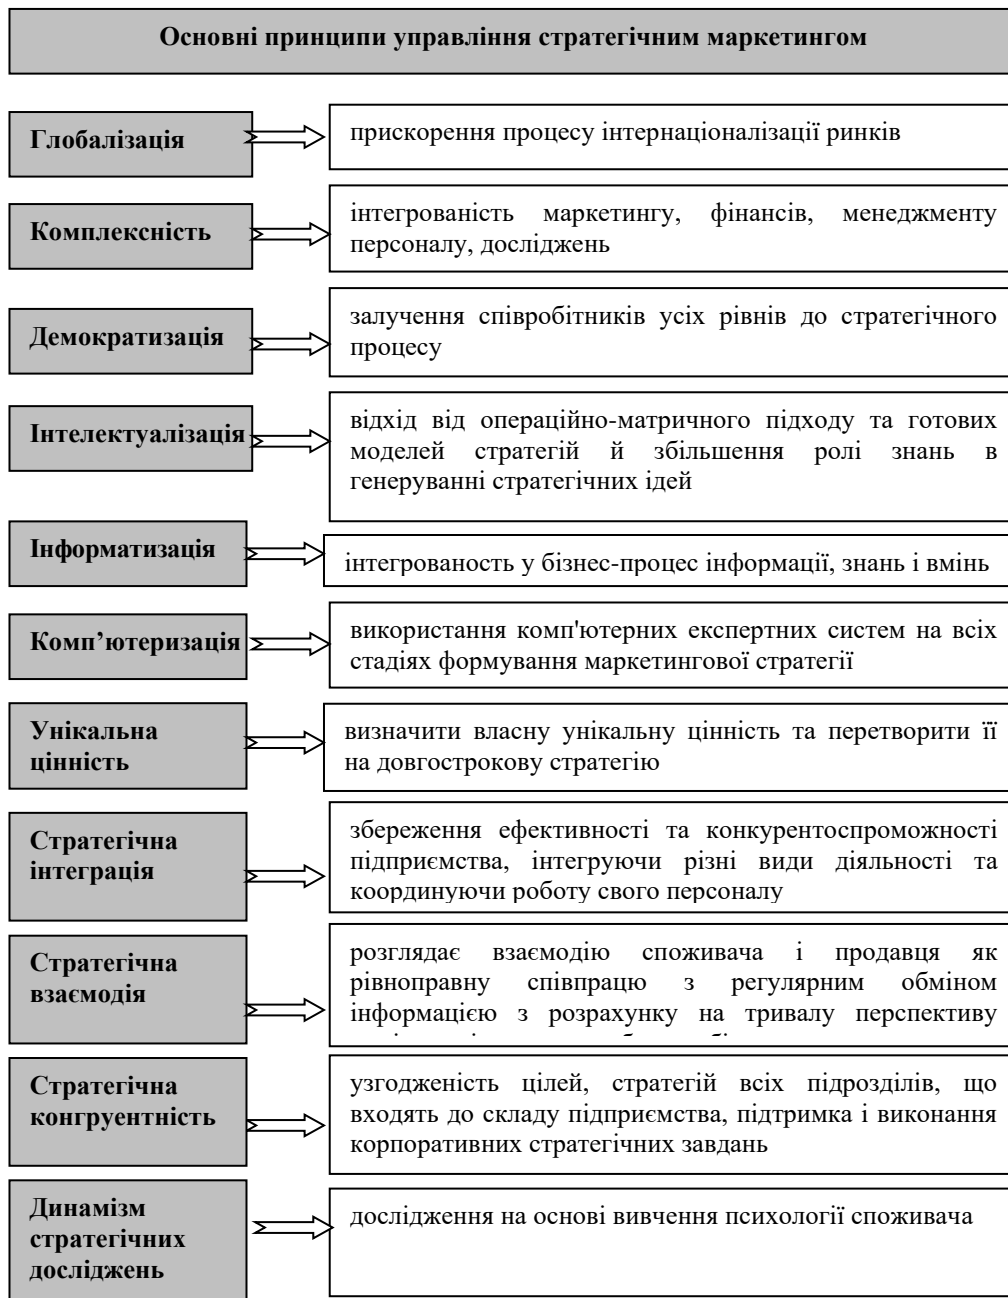 Основні принципи управління стратегічним маркетингом
Глобалізація
прискорення процесу інтернаціоналізації ринків
Комплексність
інтегрованість маркетингу, фінансів, менеджменту
персоналу, досліджень
Демократизація
залучення співробітників усіх рівнів до стратегічного
процесу
Інтелектуалізація
відхід від операційно-матричного підходу та готових
моделей стратегій й збільшення ролі знань в
генеруванні стратегічних ідей
Інформатизація
інтегрованость у бізнес-процес інформації, знань і вмінь
Комп’ютеризація
використання комп'ютерних експертних систем на всіх
стадіях формування маркетингової стратегії
Унікальна
цінність
визначити власну унікальну цінність та перетворити її
на довгострокову стратегію
Стратегічна
інтеграція
збереження ефективності та конкурентоспроможності
підприємства, інтегруючи різні види діяльності та
координуючи роботу свого персоналу
Стратегічна
взаємодія
розглядає взаємодію споживача і продавця як
рівноправну співпрацю з регулярним обміном
інформацією з розрахунку на тривалу перспективу
Стратегічна
конгруентність
узгодженість цілей, стратегій всіх підрозділів, що
входять до складу підприємства, підтримка і виконання
корпоративних стратегічних завдань
Динамізм
стратегічних
досліджень
дослідження на основі вивчення психології споживача